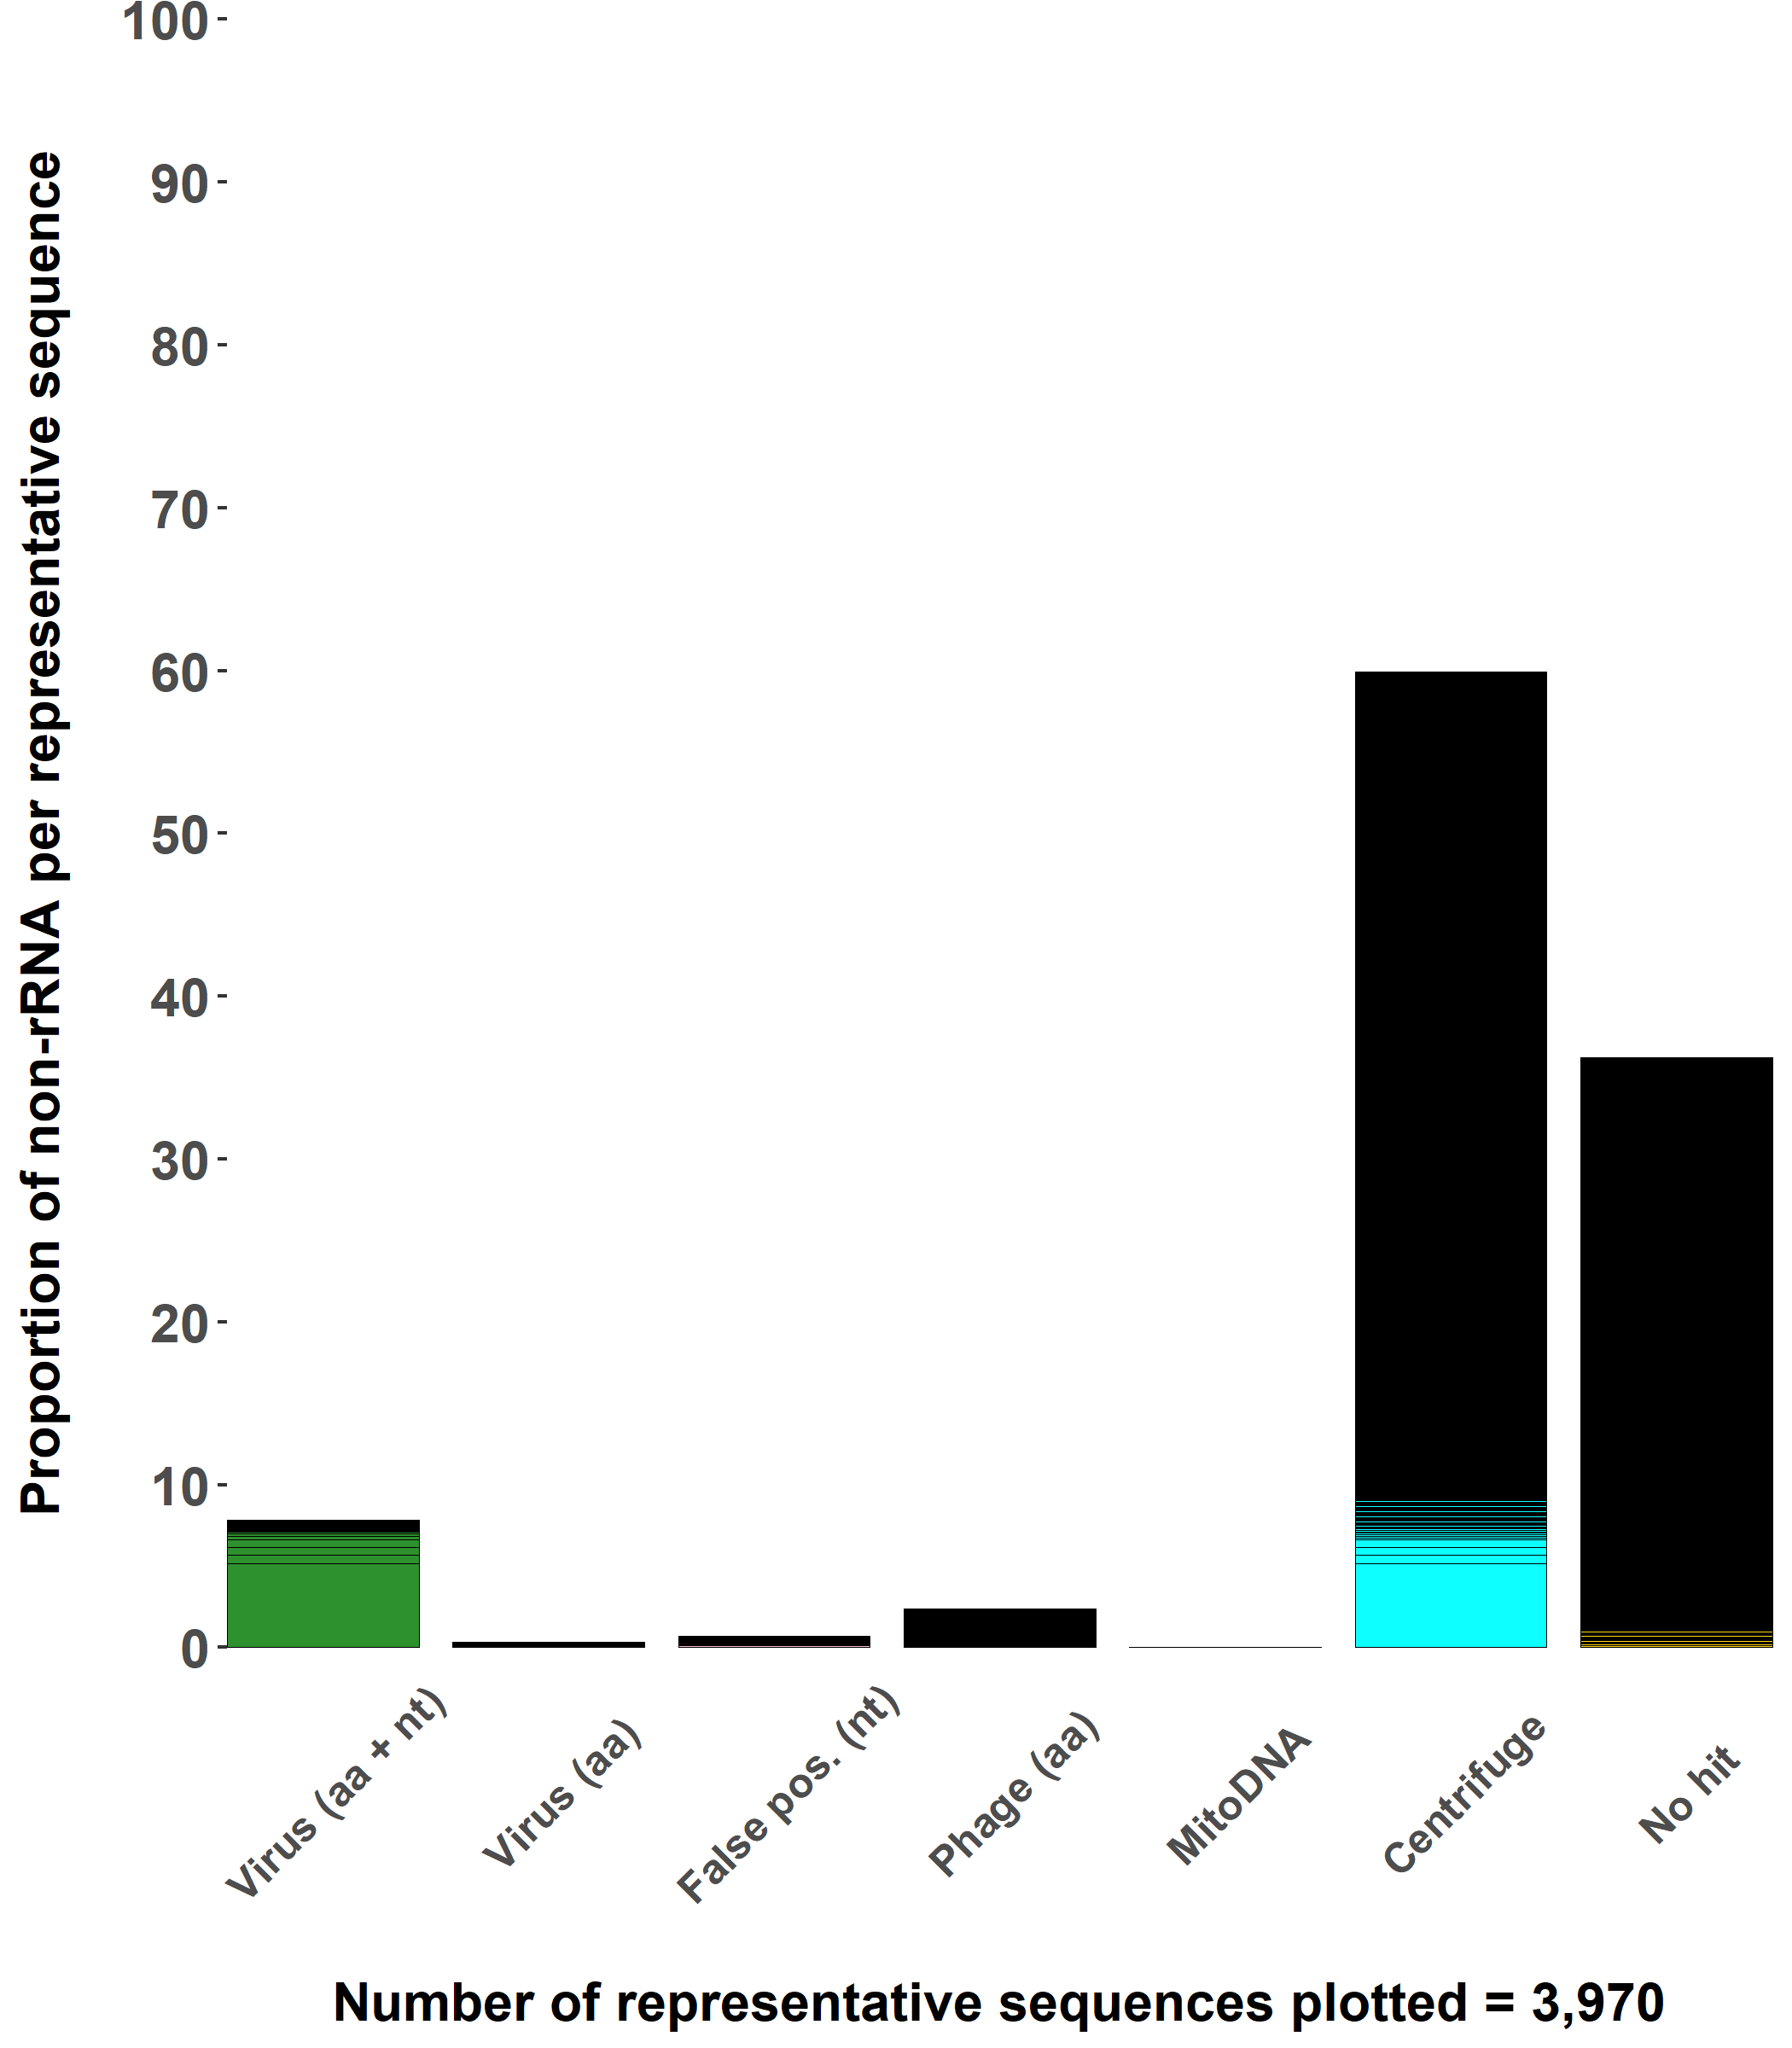 Proportion of non-rRNA per representative sequence
100
90
80
70
60
50
40
30
20
10
0
Virus (aa + nt)
Virus (aa)
False pos. (nt)
Phage (aa)
MitoDNA
Centrifuge
No hit
Number of representative sequences plotted = 3,970